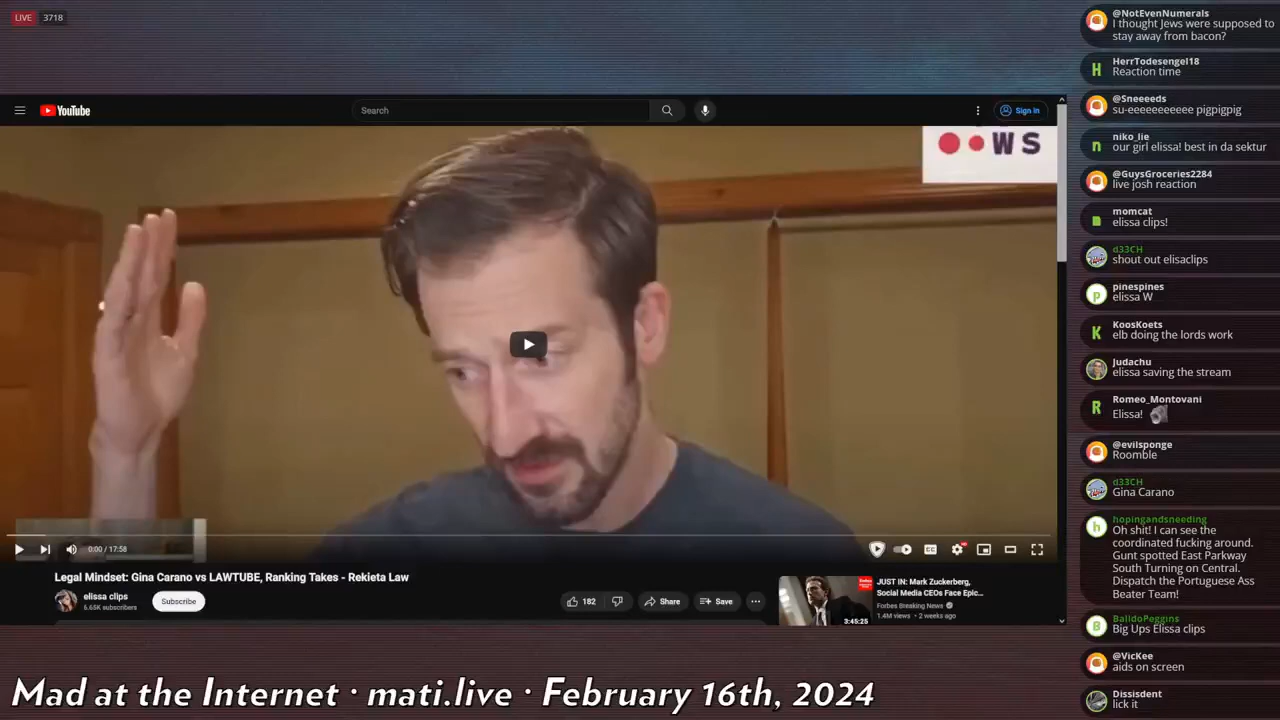 LIVE 3718
YouTube
Search
Sign in
WS
0:00 / 17:58
CC
Legal Mindset: Gina Carano vs LAWTUBE, Ranking Takes - Rekieta Law
elissa clips
6.65K subscribers
Subscribe
182
Share
Save
JUST IN: Mark Zuckerberg,
Social Media CEOs Face Epic...
Forbes Breaking News
1.4M views • 2 weeks ago
3:45:25
@NotEvenNumerals
I thought Jews were supposed to
stay away from bacon?
HerrTodesengel18
Reaction time
@Sneeeeds
su-eeeeeeeeeee pigpigpig
niko_lie
our girl elissa! best in da sektur
@GuysGroceries2284
live josh reaction
momcat
elissa clips!
d33CH
shout out elisaclips
pinespines
elissa W
KoosKoets
elb doing the lords work
Judachu
elissa saving the stream
Romeo_Montovani
Elissa!
@evilsponge
Roomble
d33CH
Gina Carano
hopingandsneeding
Oh shit! I can see the
coordinated fucking around.
Gunt spotted East Parkway
South Turning on Central.
Dispatch the Portuguese Ass
Beater Team!
BalldoPeggins
Big Ups Elissa clips
@VicKee
aids on screen
Dissisdent
lick it
Mad at the Internet · mati.live · February 16th, 2024